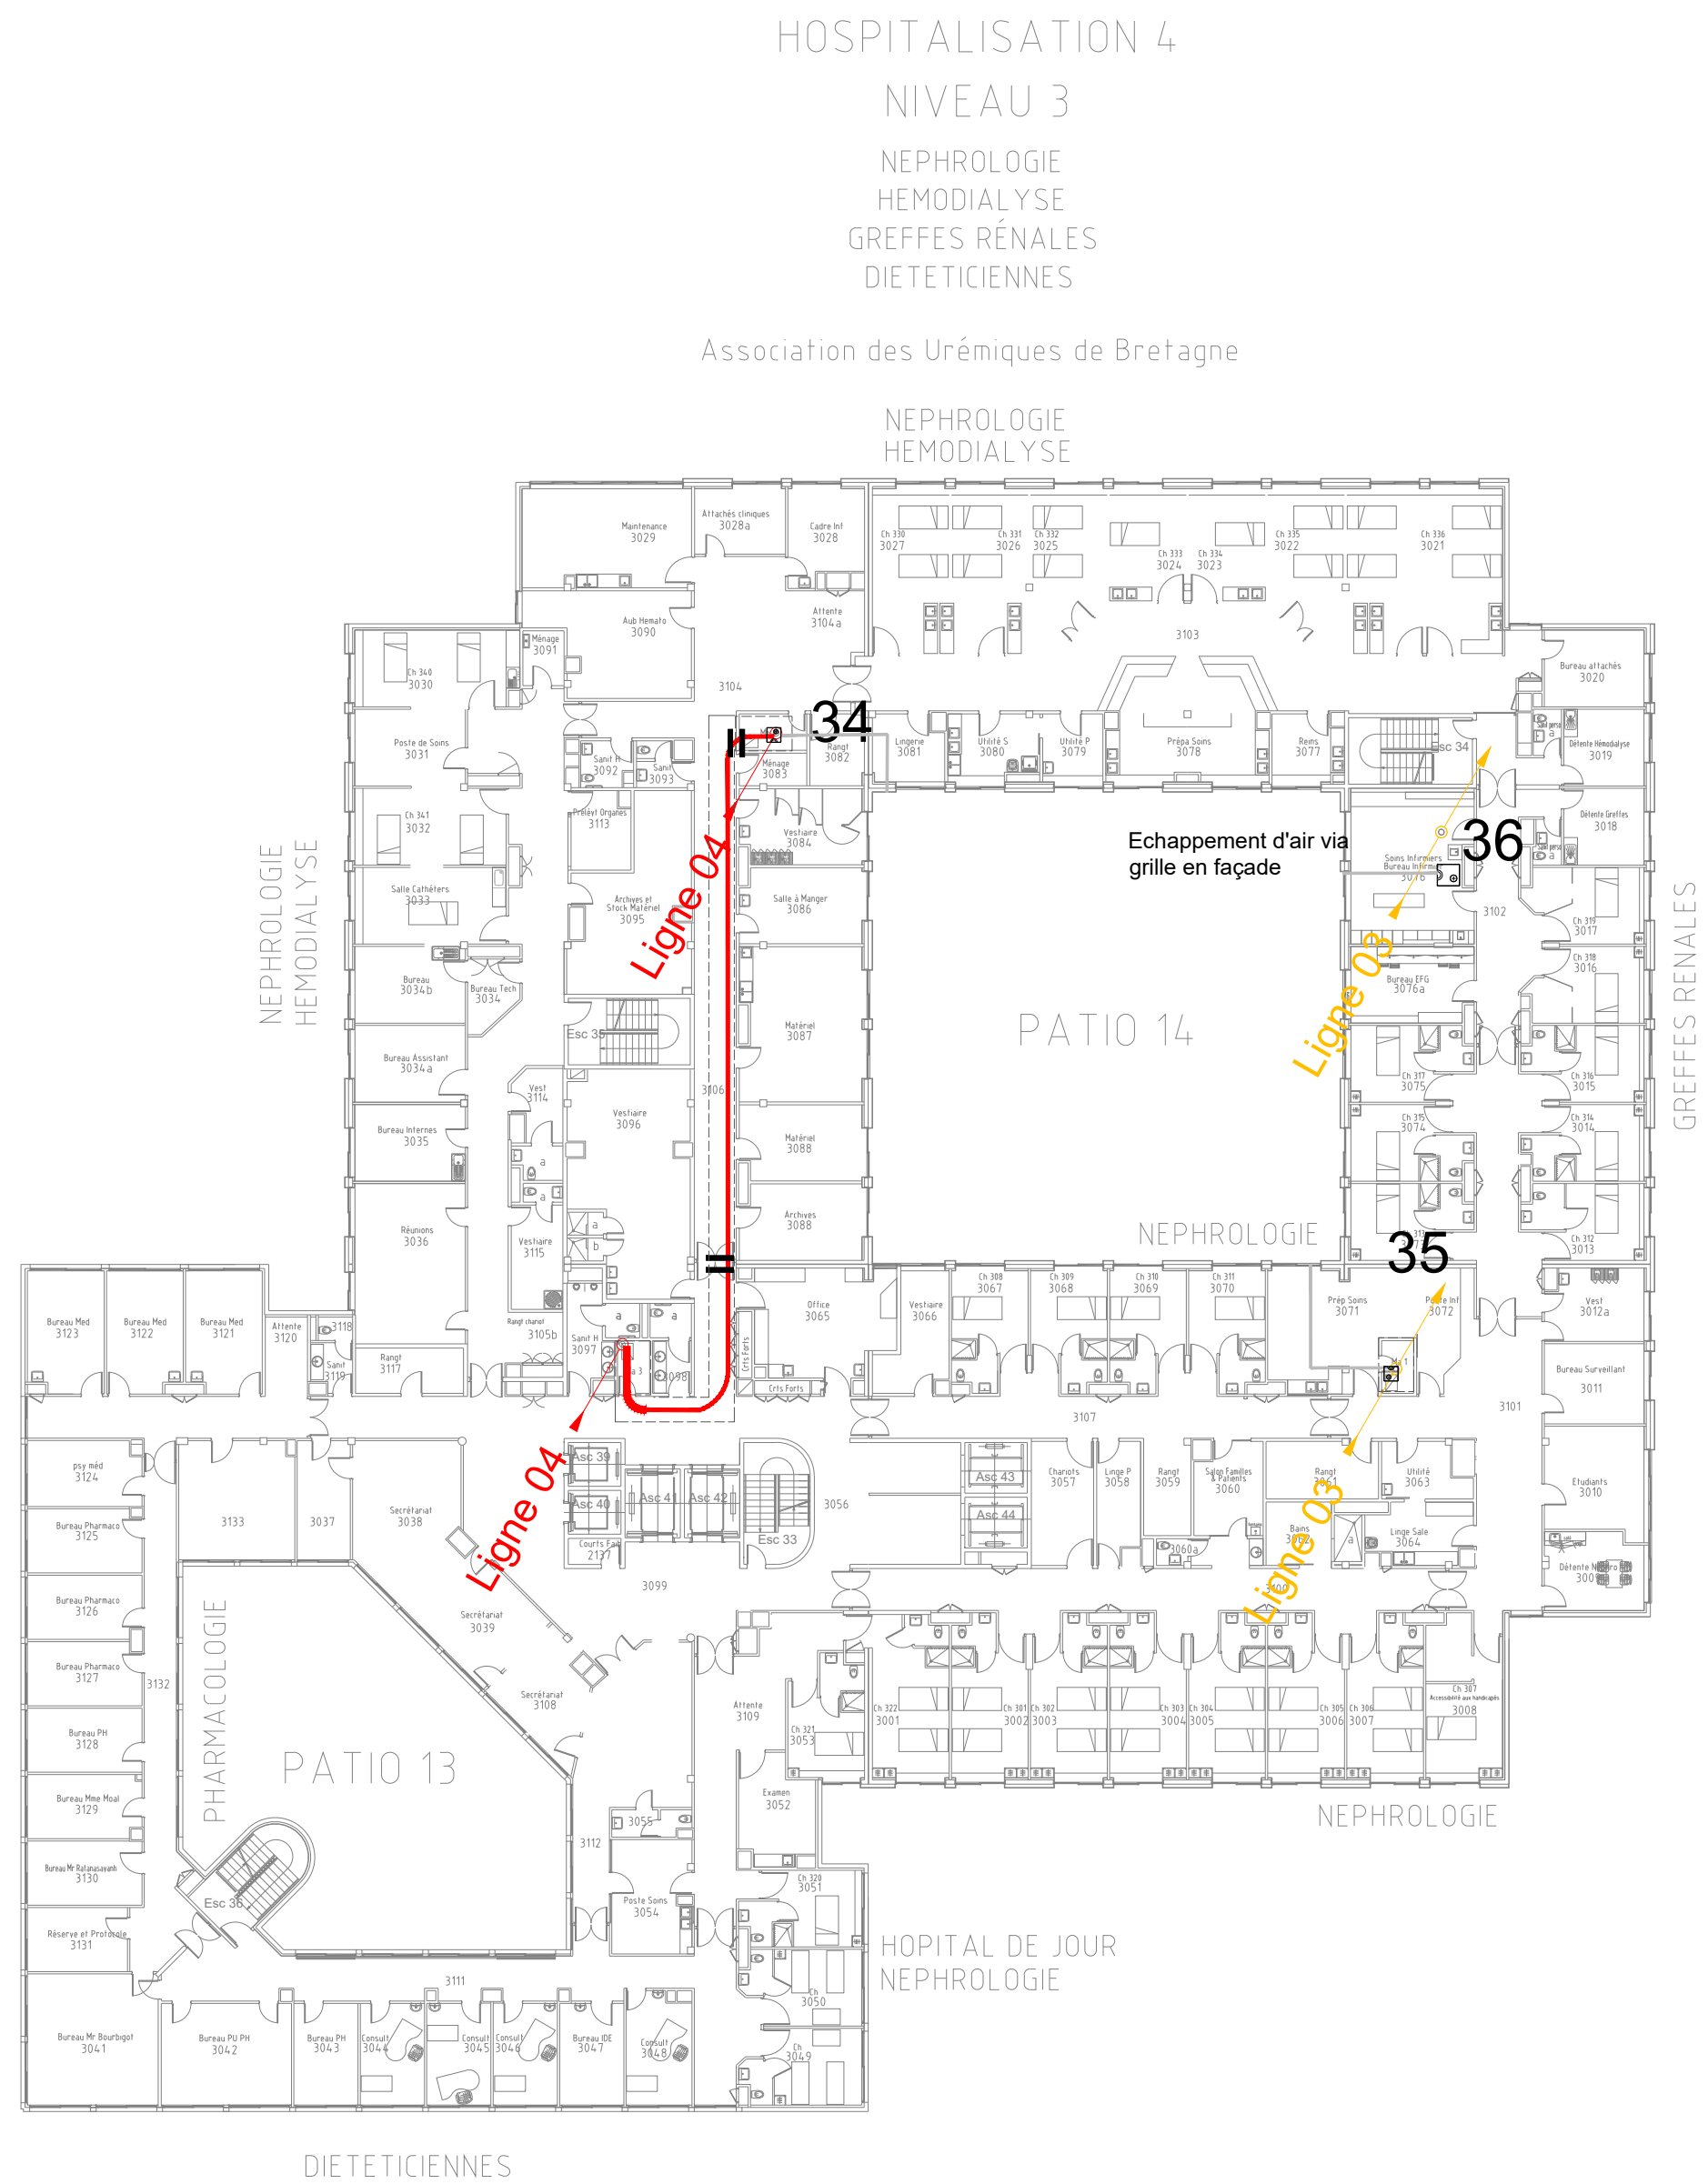 HOSPITALISATION 4
NIVEAU 3
NEPHROLOGIE
HEMODIALYSE
GREFFES RÉNALES
DIETETICIENNES
Association des Urémiques de Bretagne
NEPHROLOGIE
HEMODIALYSE
Maintenance
3029
Attachés cliniques
3028a
Cadre Inf
3028
Ch 330
3027
Ch 331
3026
Ch 332
3025
Ch 333
3024
Ch 334
3023
Ch 335
3022
Ch 336
3021
Aub Hemato
3090
Attente
3104a
3103
Ménage
3091
Ch 340
3030
3104
Bureau attachés
3020
34
Poste de Soins
3031
Sanit H
3092
Sanit
3093
Ménage
3083
Rangt
3082
Lingerie
3081
Utilité S
3080
Utilité P
3079
Prépa Soins
3078
Reins
3077
Esc 34
a
Détente Hémodialyse
3019
Ch 341
3032
Prélevt Organes
3113
Vestiaire
3084
Echappement d'air via
grille en façade
36
Soins Infirmiers
3076
Détente Greffes
3018
a
NEPHROLOGIE
HEMODIALYSE
Salle Cathéters
3033
Archives et
Stock Matériel
3095
Ligne 04
Salle à Manger
3086
3102
Ch 319
3017
GREFFES RENALES
Bureau
3034b
Bureau Tech
3034
Bureau EFG
3076a
Ch 318
3016
Ligne 03
Esc 35
Matériel
3087
PATIO 14
Bureau Assistant
3034a
Vest
3114
3106
Ch 317
3075
Ch 316
3015
Bureau Internes
3035
Vestiaire
3096
Matériel
3088
Ch 315
3074
Ch 314
3014
a
a
Réunions
3036
Vestiaire
3115
a
b
Archives
3088
NEPHROLOGIE
35
Ch 312
3013
Bureau Med
3123
Bureau Med
3122
Bureau Med
3121
Attente
3120
3118
Sanit
3119
Rangt
3117
Rangt chariot
3105b
Sanit H
3097
a
a
3098
Office
3065
Crts Forts
Crts Forts
Vestiaire
3066
Ch 308
3067
Ch 309
3068
Ch 310
3069
Ch 311
3070
Prép Soins
3071
3072
Vest
3012a
Bureau Surveillant
3011
3107
3101
psy méd
3124
3133
3037
Secrétariat
3038
Ligne 04
Asc 39
Asc 40
Asc 41
Asc 42
Esc 33
3056
Asc 43
Asc 44
Chariots
3057
Linge P
3058
Rangt
3059
Salon Familles
& Patients
3060
Rangt
3061
Utilité
3063
Etudiants
3010
Bureau Pharmaco
3125
2137
3060a
Bains
3062
a
Linge Sale
3064
Ligne 03
Bureau Pharmaco
3126
3099
Secrétariat
3039
Bureau Pharmaco
3127
3132
PHARMACOLOGIE
Secrétariat
3108
Attente
3109
Ch 321
3053
Ch 322
3001
Ch 301
3002
Ch 302
3003
Ch 303
3004
Ch 304
3005
Ch 305
3006
Ch 306
3007
Ch 307
Accessibilité aux handicapés
3008
Bureau PH
3128
PATIO 13
Bureau Mme Moal
3129
Examen
3052
NEPHROLOGIE
3055
3112
Bureau Mr Ratanasavanh
3130
Esc 36
Poste Soins
3054
Ch 320
3051
Réserve et Protocole
3131
HOPITAL DE JOUR
NEPHROLOGIE
3111
Ch
3050
Bureau Mr Bourbigot
3041
Bureau PU PH
3042
Bureau PH
3043
Consult
3044
Consult
3045
Consult
3046
Bureau IDE
3047
Consult
3048
Ch
3049
DIETETICIENNES